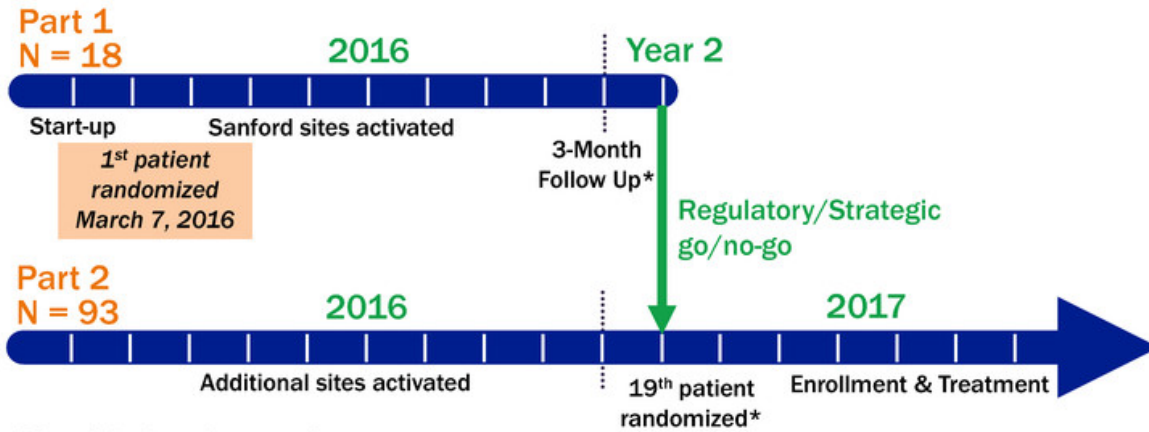 Part 1
N = 18
2016
Year 2
Start-up
Sanford sites activated
1st patient
randomized
March 7, 2016
3-Month
Follow Up*
Regulatory/Strategic
go/no-go
Part 2
N = 93
2016
2017
Additional sites activated
19th patient
randomized*
Enrollment & Treatment